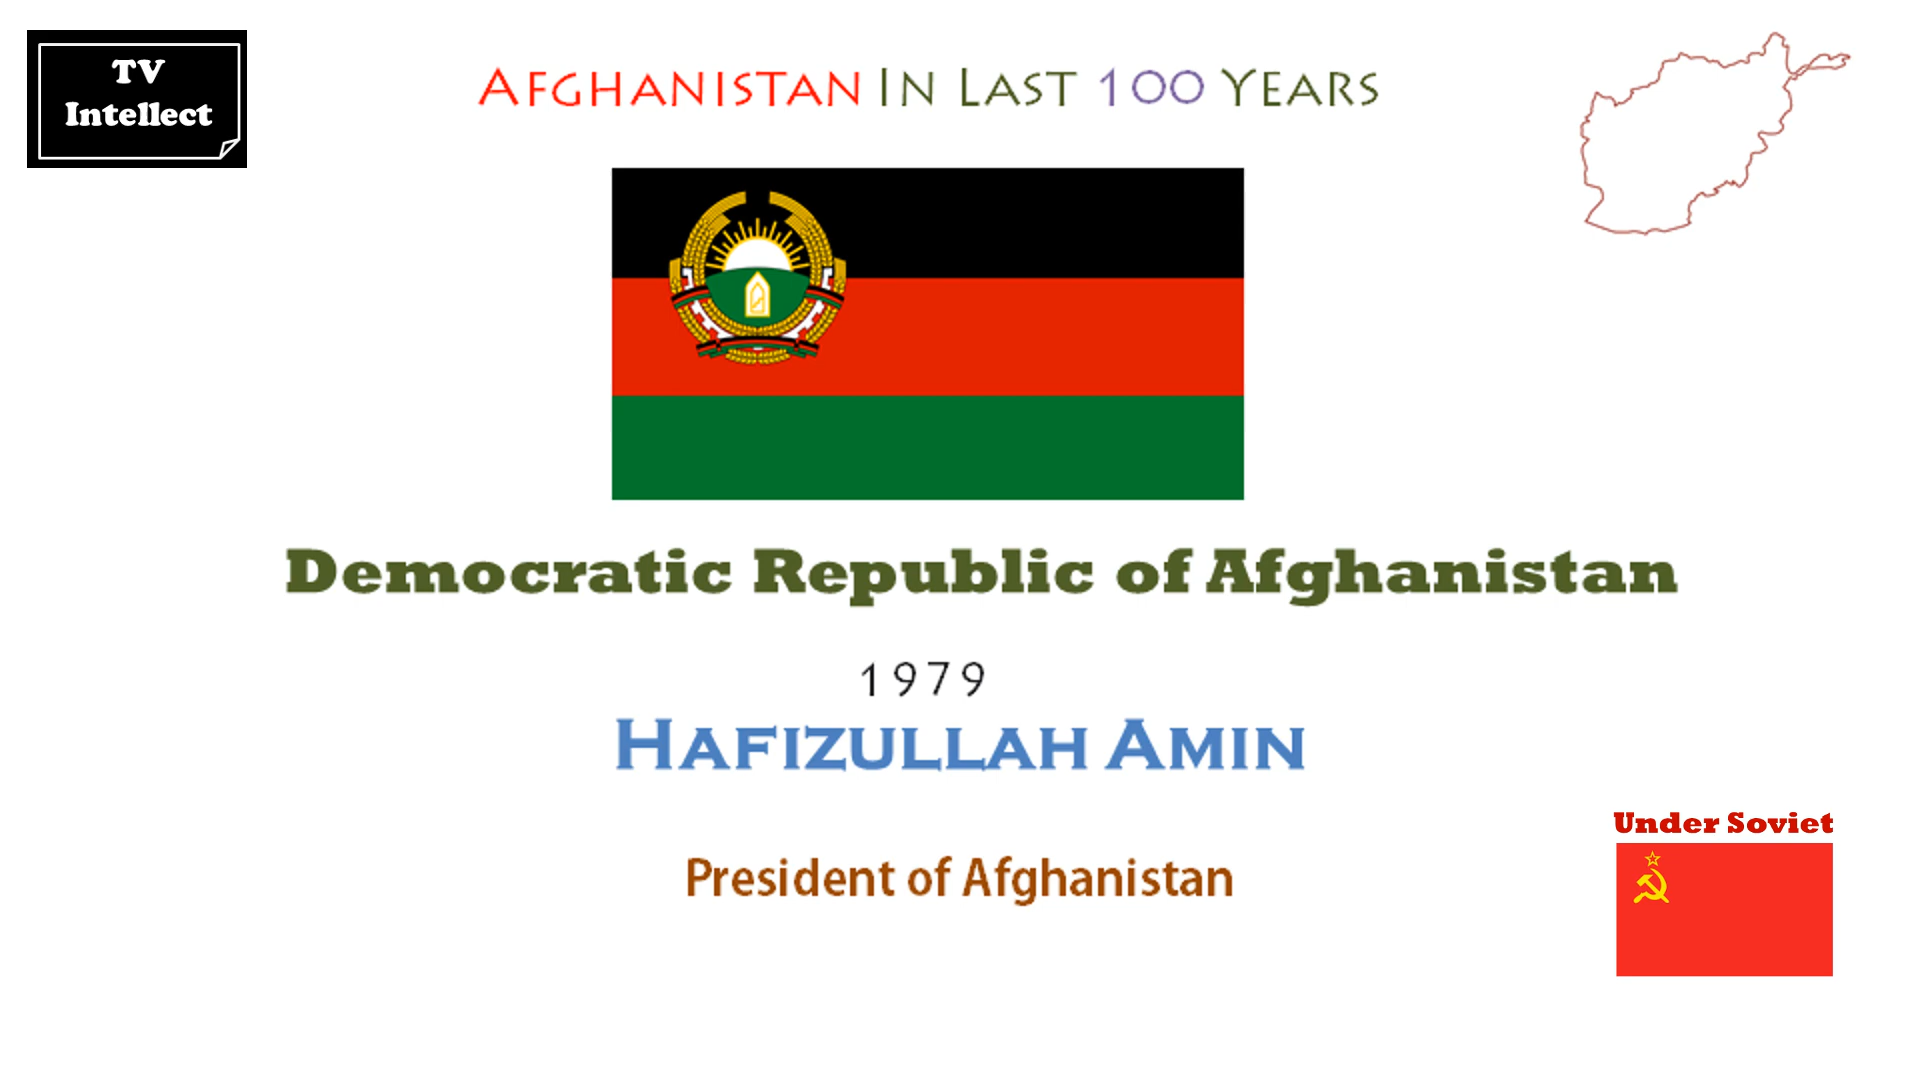 TV
Intellect
Afghanistan In Last 100 Years
Democratic Republic of Afghanistan
1979
Hafizullah Amin
President of Afghanistan
Under Soviet